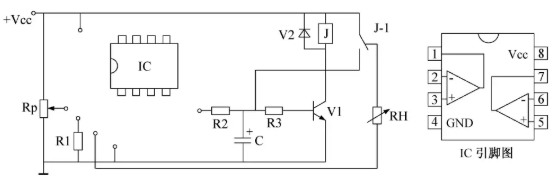 +Vcc
V2
J
J-1
IC
Rp
R1
R2
R3
+
C
V1
RH
1
2
3
4
-
+
GND
Vcc
8
7
6
5
-
+
IC 引脚图